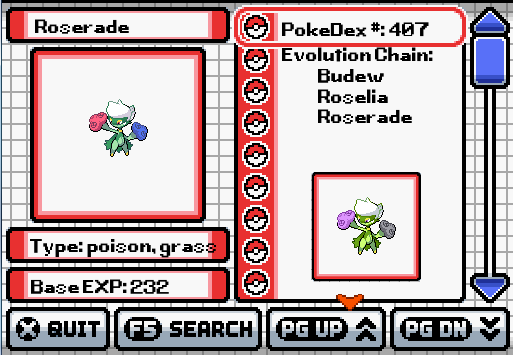 Roserade
Type: poison, grass
Base EXP: 232
PokeDex #: 407
Evolution Chain:
Budew
Roselia
Roserade
X QUIT
F5 SEARCH
PG UP
PG DN